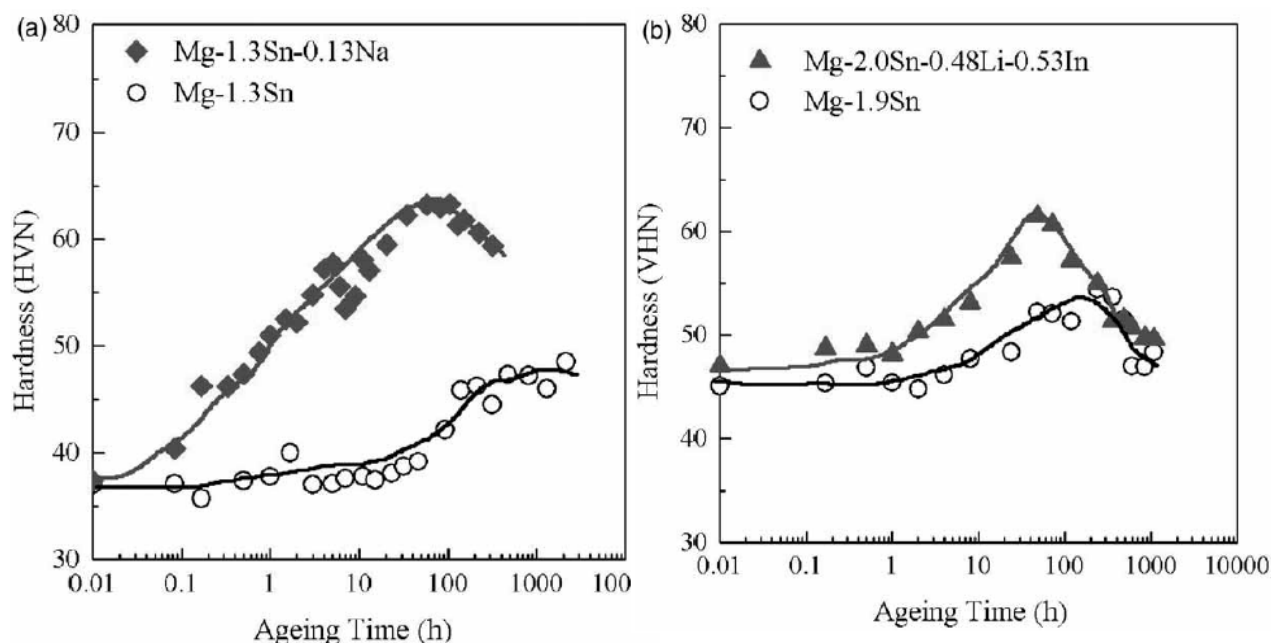 (a)
80
70
60
50
40
30
Hardness (HVN)
Mg-1.3Sn-0.13Na
Mg-1.3Sn
0.01 0.1 1 10 100 1000 100
Ageing Time (h)
(b)
80
70
60
50
40
30
Hardness (VHN)
Mg-2.0Sn-0.48Li-0.53In
Mg-1.9Sn
0.01 0.1 1 10 100 1000 10000
Ageing Time (h)